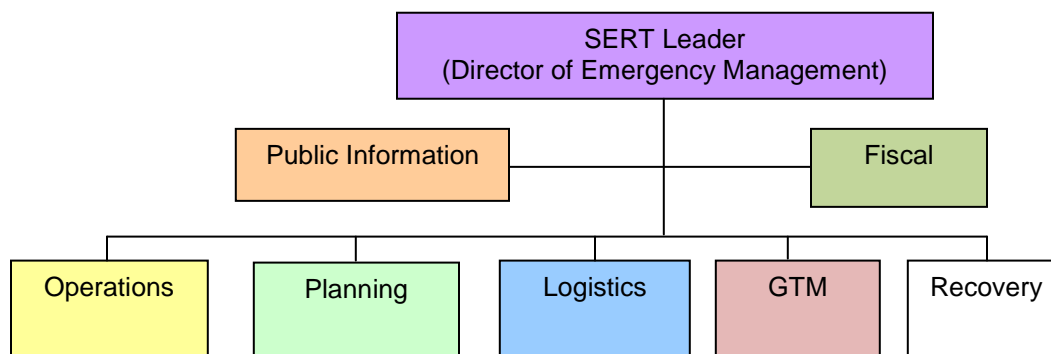 SERT Leader
(Director of Emergency Management)
Public Information
Fiscal
Operations
Planning
Logistics
GTM
Recovery